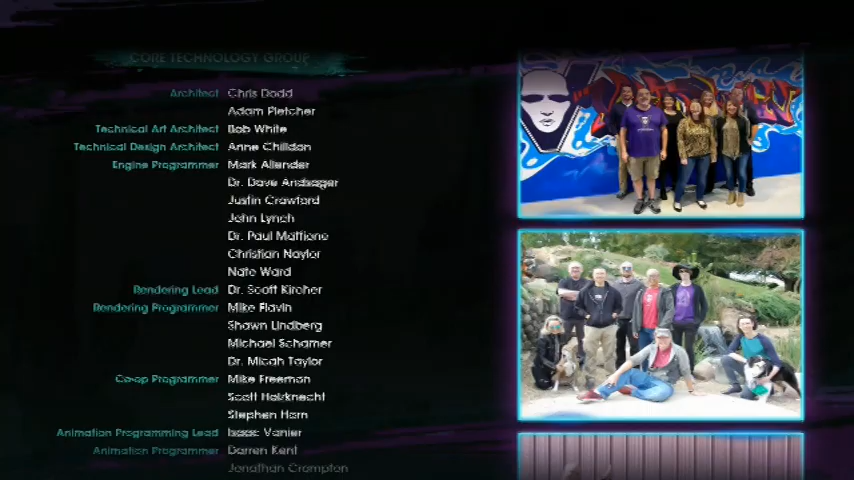 CORE TECHNOLOGY GROUP
Architect Chris Dodd
Adam Pletcher
Technical Art Architect Bob White
Technical Design Architect Anne Chilldon
Engine Programmer Mark Allender
Dr. Dave Ansbager
Justin Crawford
John Lynch
Dr. Paul Mattione
Christian Naylor
Nate Ward
Rendering Lead Dr. Scott Kircher
Rendering Programmer Mike Flavin
Shawn Lindberg
Michael Schamer
Dr. Micah Taylor
Co-op Programmer Mike Freeman
Scott Holzknecht
Stephen Horn
Animation Programming Lead Isaac Vanier
Animation Programmer Darren Kent
Jonathan Crompton